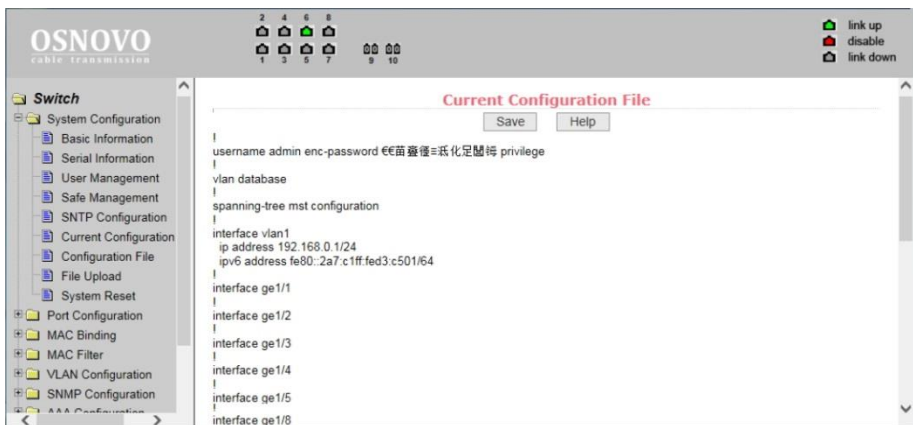 2 4 6 8
1 3 5 7 9 10
OSNOVO
cable transmission
link up
disable
link down
Switch
System Configuration
Basic Information
Serial Information
User Management
Safe Management
SNTP Configuration
Current Configuration
Configuration File
File Upload
System Reset
Port Configuration
MAC Binding
MAC Filter
VLAN Configuration
SNMP Configuration
AAA Configuration
Current Configuration File
Save Help
!
username admin enc-password privilege
!
vlan database
!
spanning-tree mst configuration
!
interface vlan1
ip address 192.168.0.1/24
ipv6 address fe80::2a7:c1ff:fed3:c501/64
!
interface ge1/1
!
interface ge1/2
!
interface ge1/3
!
interface ge1/4
!
interface ge1/5
!
interface ge1/8